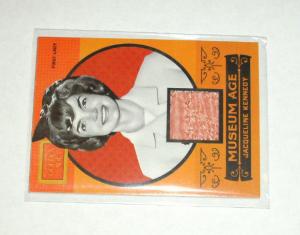 FIRST LADY
MUSEUM AGE
JACQUELINE KENNEDY